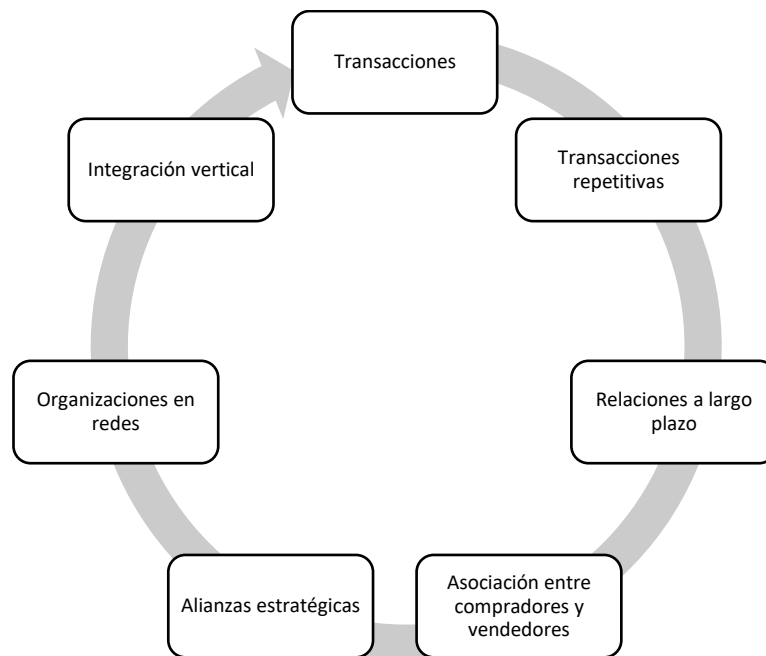 Transacciones
Transacciones
repetitivas
Relaciones a largo
plazo
Asociación entre
compradores y
vendedores
Alianzas estratégicas
Organizaciones en
redes
Integración vertical